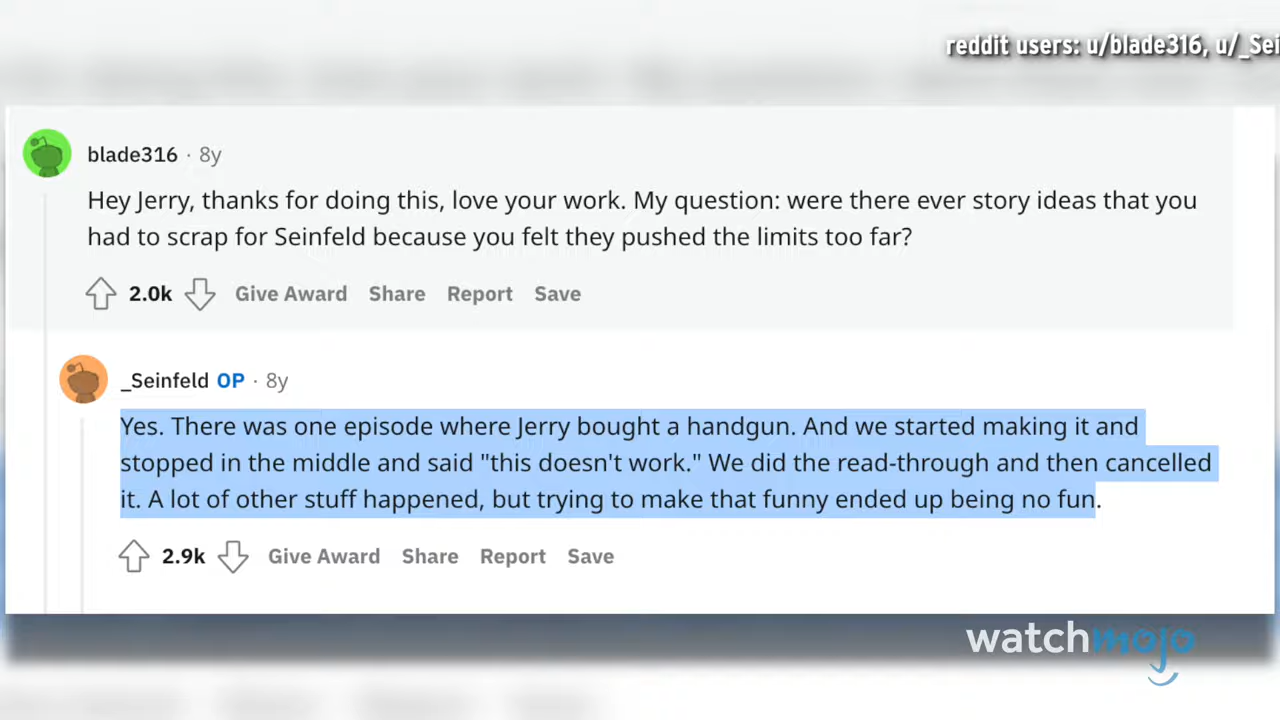 reddit users: u/blade316, u/_Sei
blade316 · 8y
Hey Jerry, thanks for doing this, love your work. My question: were there ever story ideas that you
had to scrap for Seinfeld because you felt they pushed the limits too far?
2.0k Give Award Share Report Save
_Seinfeld OP · 8y
Yes. There was one episode where Jerry bought a handgun. And we started making it and
stopped in the middle and said "this doesn't work." We did the read-through and then cancelled
it. A lot of other stuff happened, but trying to make that funny ended up being no fun.
2.9k Give Award Share Report Save
watchmojo